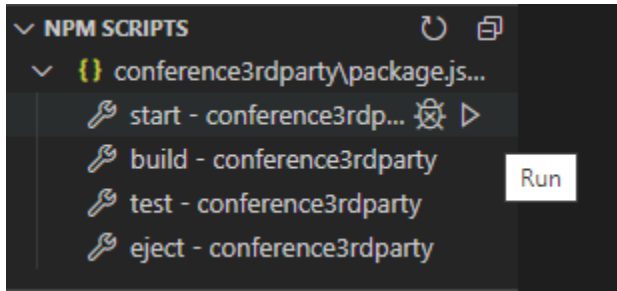 NPM SCRIPTS
{} conference3rdparty\package.js...
start - conference3rdp...
build - conference3rdparty
Run
test - conference3rdparty
eject - conference3rdparty